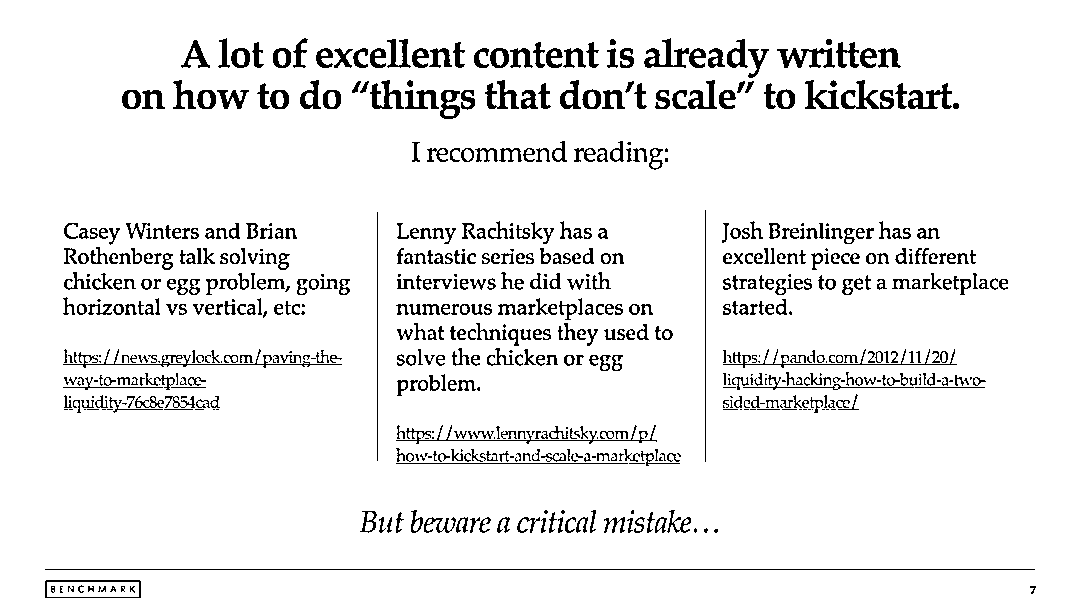 A lot of excellent content is already written
on how to do “things that don’t scale” to kickstart.
I recommend reading:
Casey Winters and Brian
Rothenberg talk solving
chicken or egg problem, going
horizontal vs vertical, etc:
https://news.greylock.com/paving-the-
way-to-marketplace-
liquidity-76c8e7854cad
Lenny Rachitsky has a
fantastic series based on
interviews he did with
numerous marketplaces on
what techniques they used to
solve the chicken or egg
problem.
https://www.lennyrachitsky.com/p/
how-to-kickstart-and-scale-a-marketplace
Josh Breinlinger has an
excellent piece on different
strategies to get a marketplace
started.
https://pando.com/2012/11/20/
liquidity-hacking-how-to-build-a-two-
sided-marketplace/
But beware a critical mistake…
BENCHMARK
7